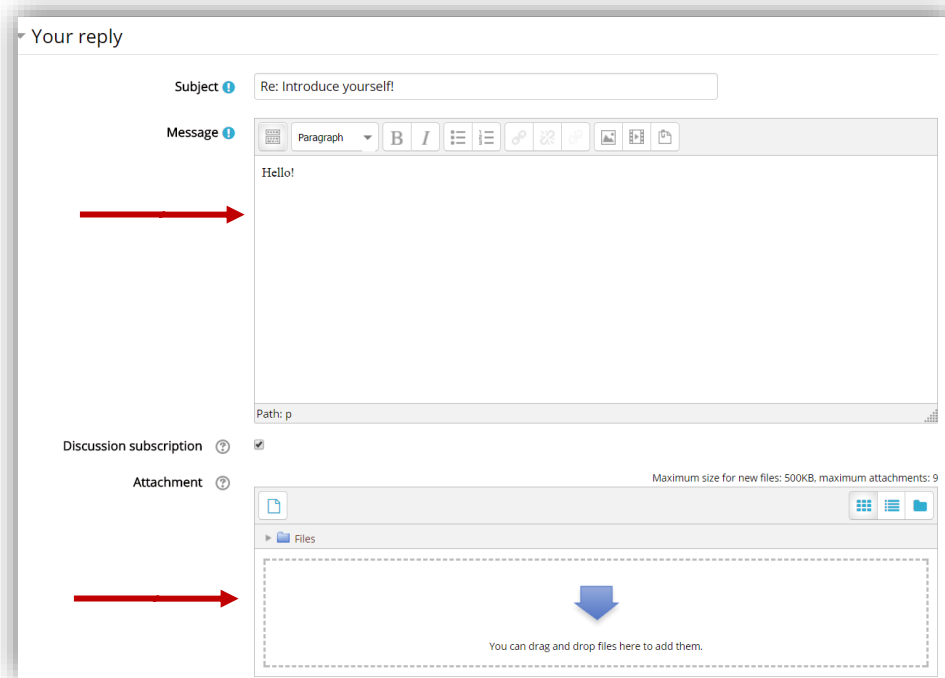 Your reply
Subject
Re: Introduce yourself!
Message
Paragraph
B I
Hello!
Path: p
Discussion subscription
Attachment
Maximum size for new files: 500KB, maximum attachments: 9
Files
You can drag and drop files here to add them.